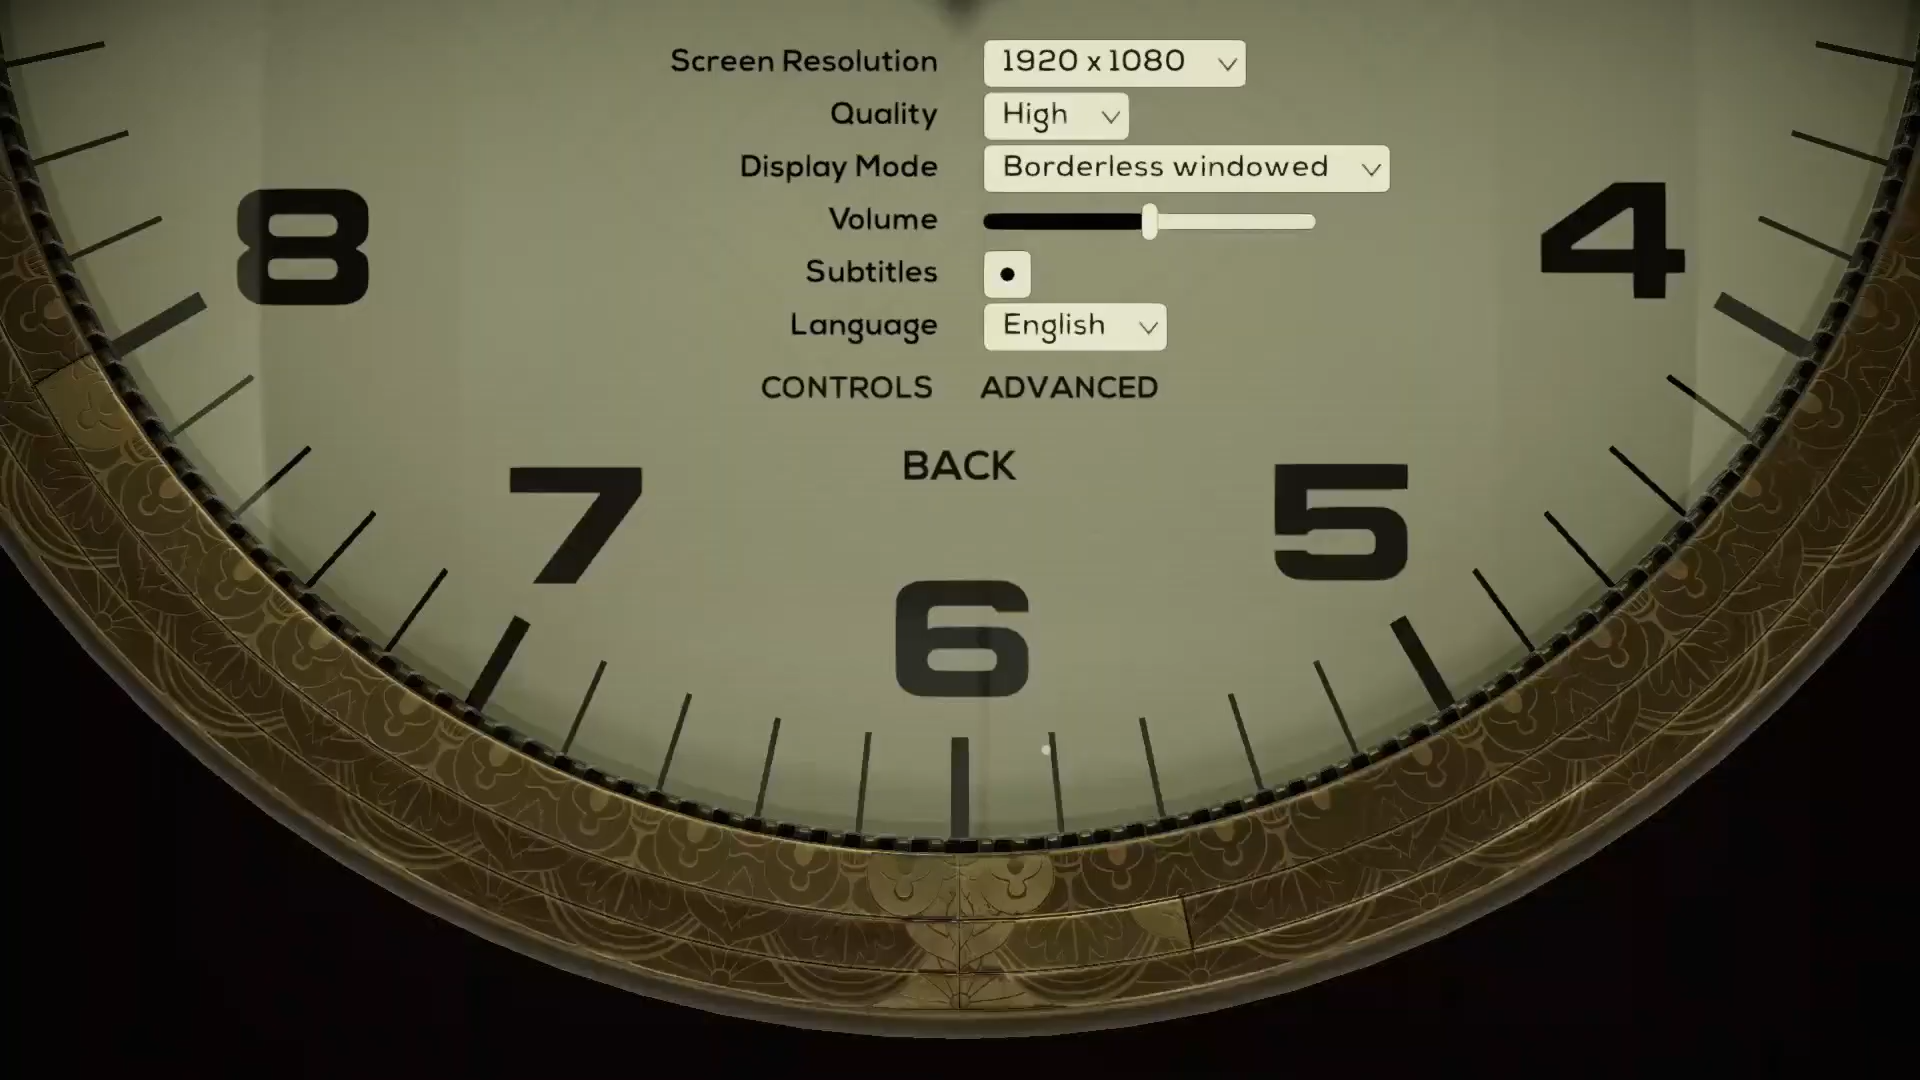 Screen Resolution 1920 x 1080
Quality High
Display Mode Borderless windowed
Volume
Subtitles
Language English
CONTROLS ADVANCED
BACK
8
4
7
5
6